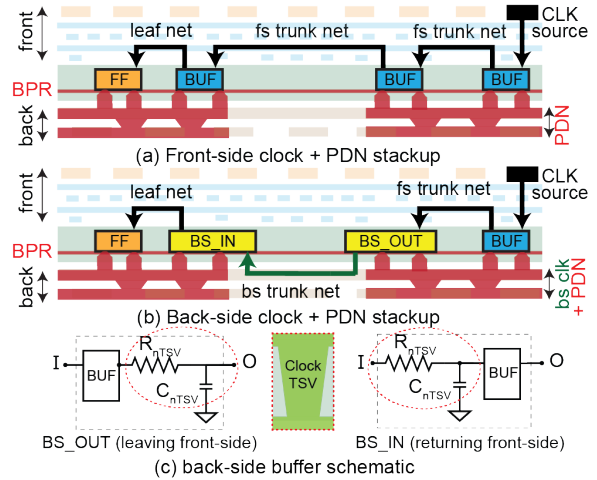 front
leaf net
fs trunk net
fs trunk net
CLK
source
FF
BUF
BUF
BUF
BPR
back
PDN
(a) Front-side clock + PDN stackup
front
leaf net
fs trunk net
CLK
source
FF
BS_IN
BS_OUT
BUF
BPR
back
bs trunk net
bs clk
+ PDN
(b) Back-side clock + PDN stackup
I
BUF
RnTSV
CnTSV
O
Clock
TSV
I
RnTSV
CnTSV
BUF
O
BS_OUT (leaving front-side)
BS_IN (returning front-side)
(c) back-side buffer schematic